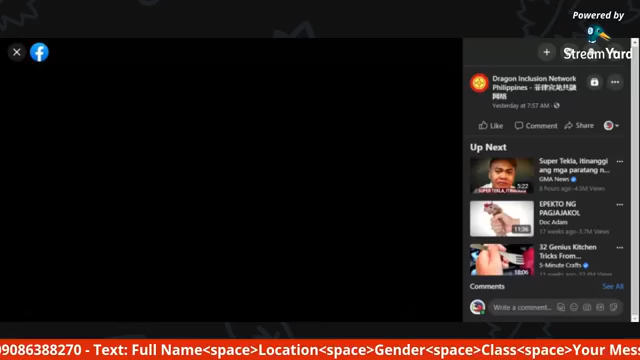 Powered by
StreamYard
Dragon Inclusion Network
Philippines - 菲律宾龙共融
网络
Yesterday at 7:57 AM ·
Like
Comment
Share
Up Next
Super Tekla, itinanggi
ang mga paratang n...
GMA News
8 hours ago · 4.5M Views
5:22
EPEKTO NG
PAGJAJAKOL
Doc Adam
17 weeks ago · 3.7M Views
11:36
32 Genius Kitchen
Tricks From...
5-Minute Crafts
18:06
Comments
See All
Write a comment...
09086388270 - Text: Full Name<space>Location<space>Gender<space>Class<space>Your Mes